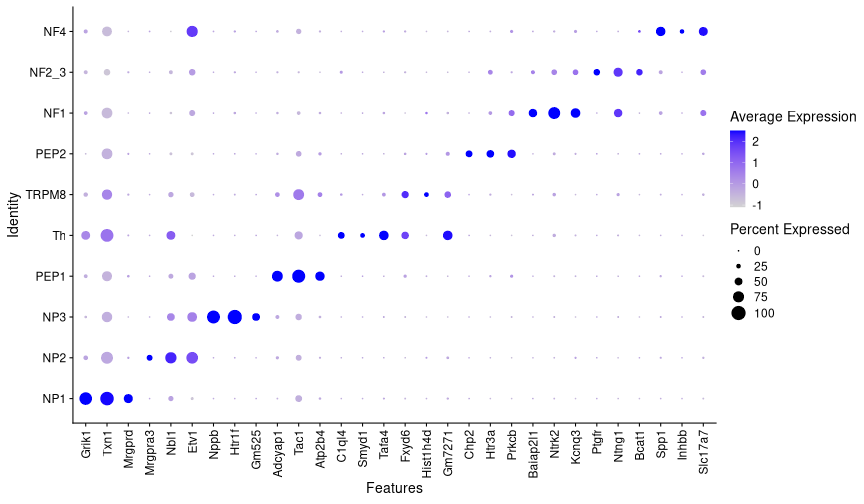 NF4
NF2_3
NF1
PEP2
TRPM8
Th
PEP1
NP3
NP2
NP1
Identity
Grik1 Txn1 Mrgprd Mrgpra3 Nbl1 Etv1 Nppb Htr1f Gm525 Adcyap1 Tac1 Atp2b4 C1ql4 Smyd1 Tafa4 Fxyd6 Hist1h4d Gm7271 Chp2 Htr3a Prkcb Baiap2l1 Ntrk2 Kcnq3 Ptgfr Ntng1 Bcat1 Spp1 Inhbb Slc17a7
Features
Average Expression
2
1
0
-1
Percent Expressed
0
25
50
75
100